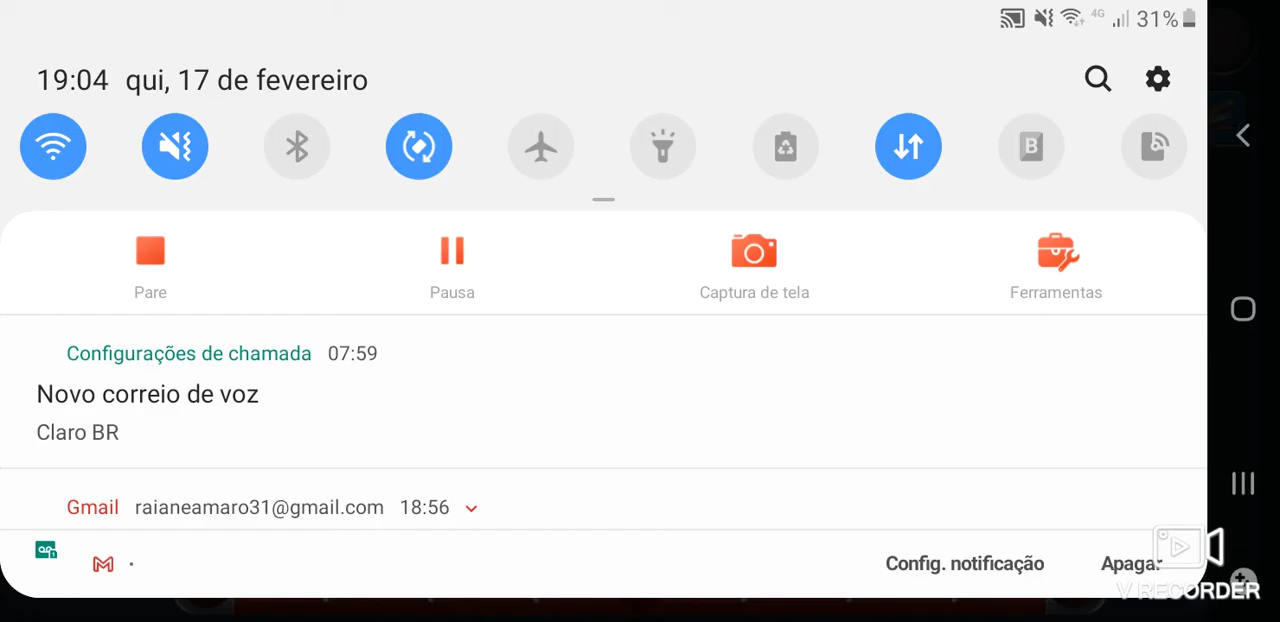 4G 31%
19:04 qui, 17 de fevereiro
B
Pare Pausa Captura de tela Ferramentas
Configurações de chamada 07:59
Novo correio de voz
Claro BR
Gmail raianeamaro31@gmail.com 18:56
Config. notificação Apagar
V RECORDER